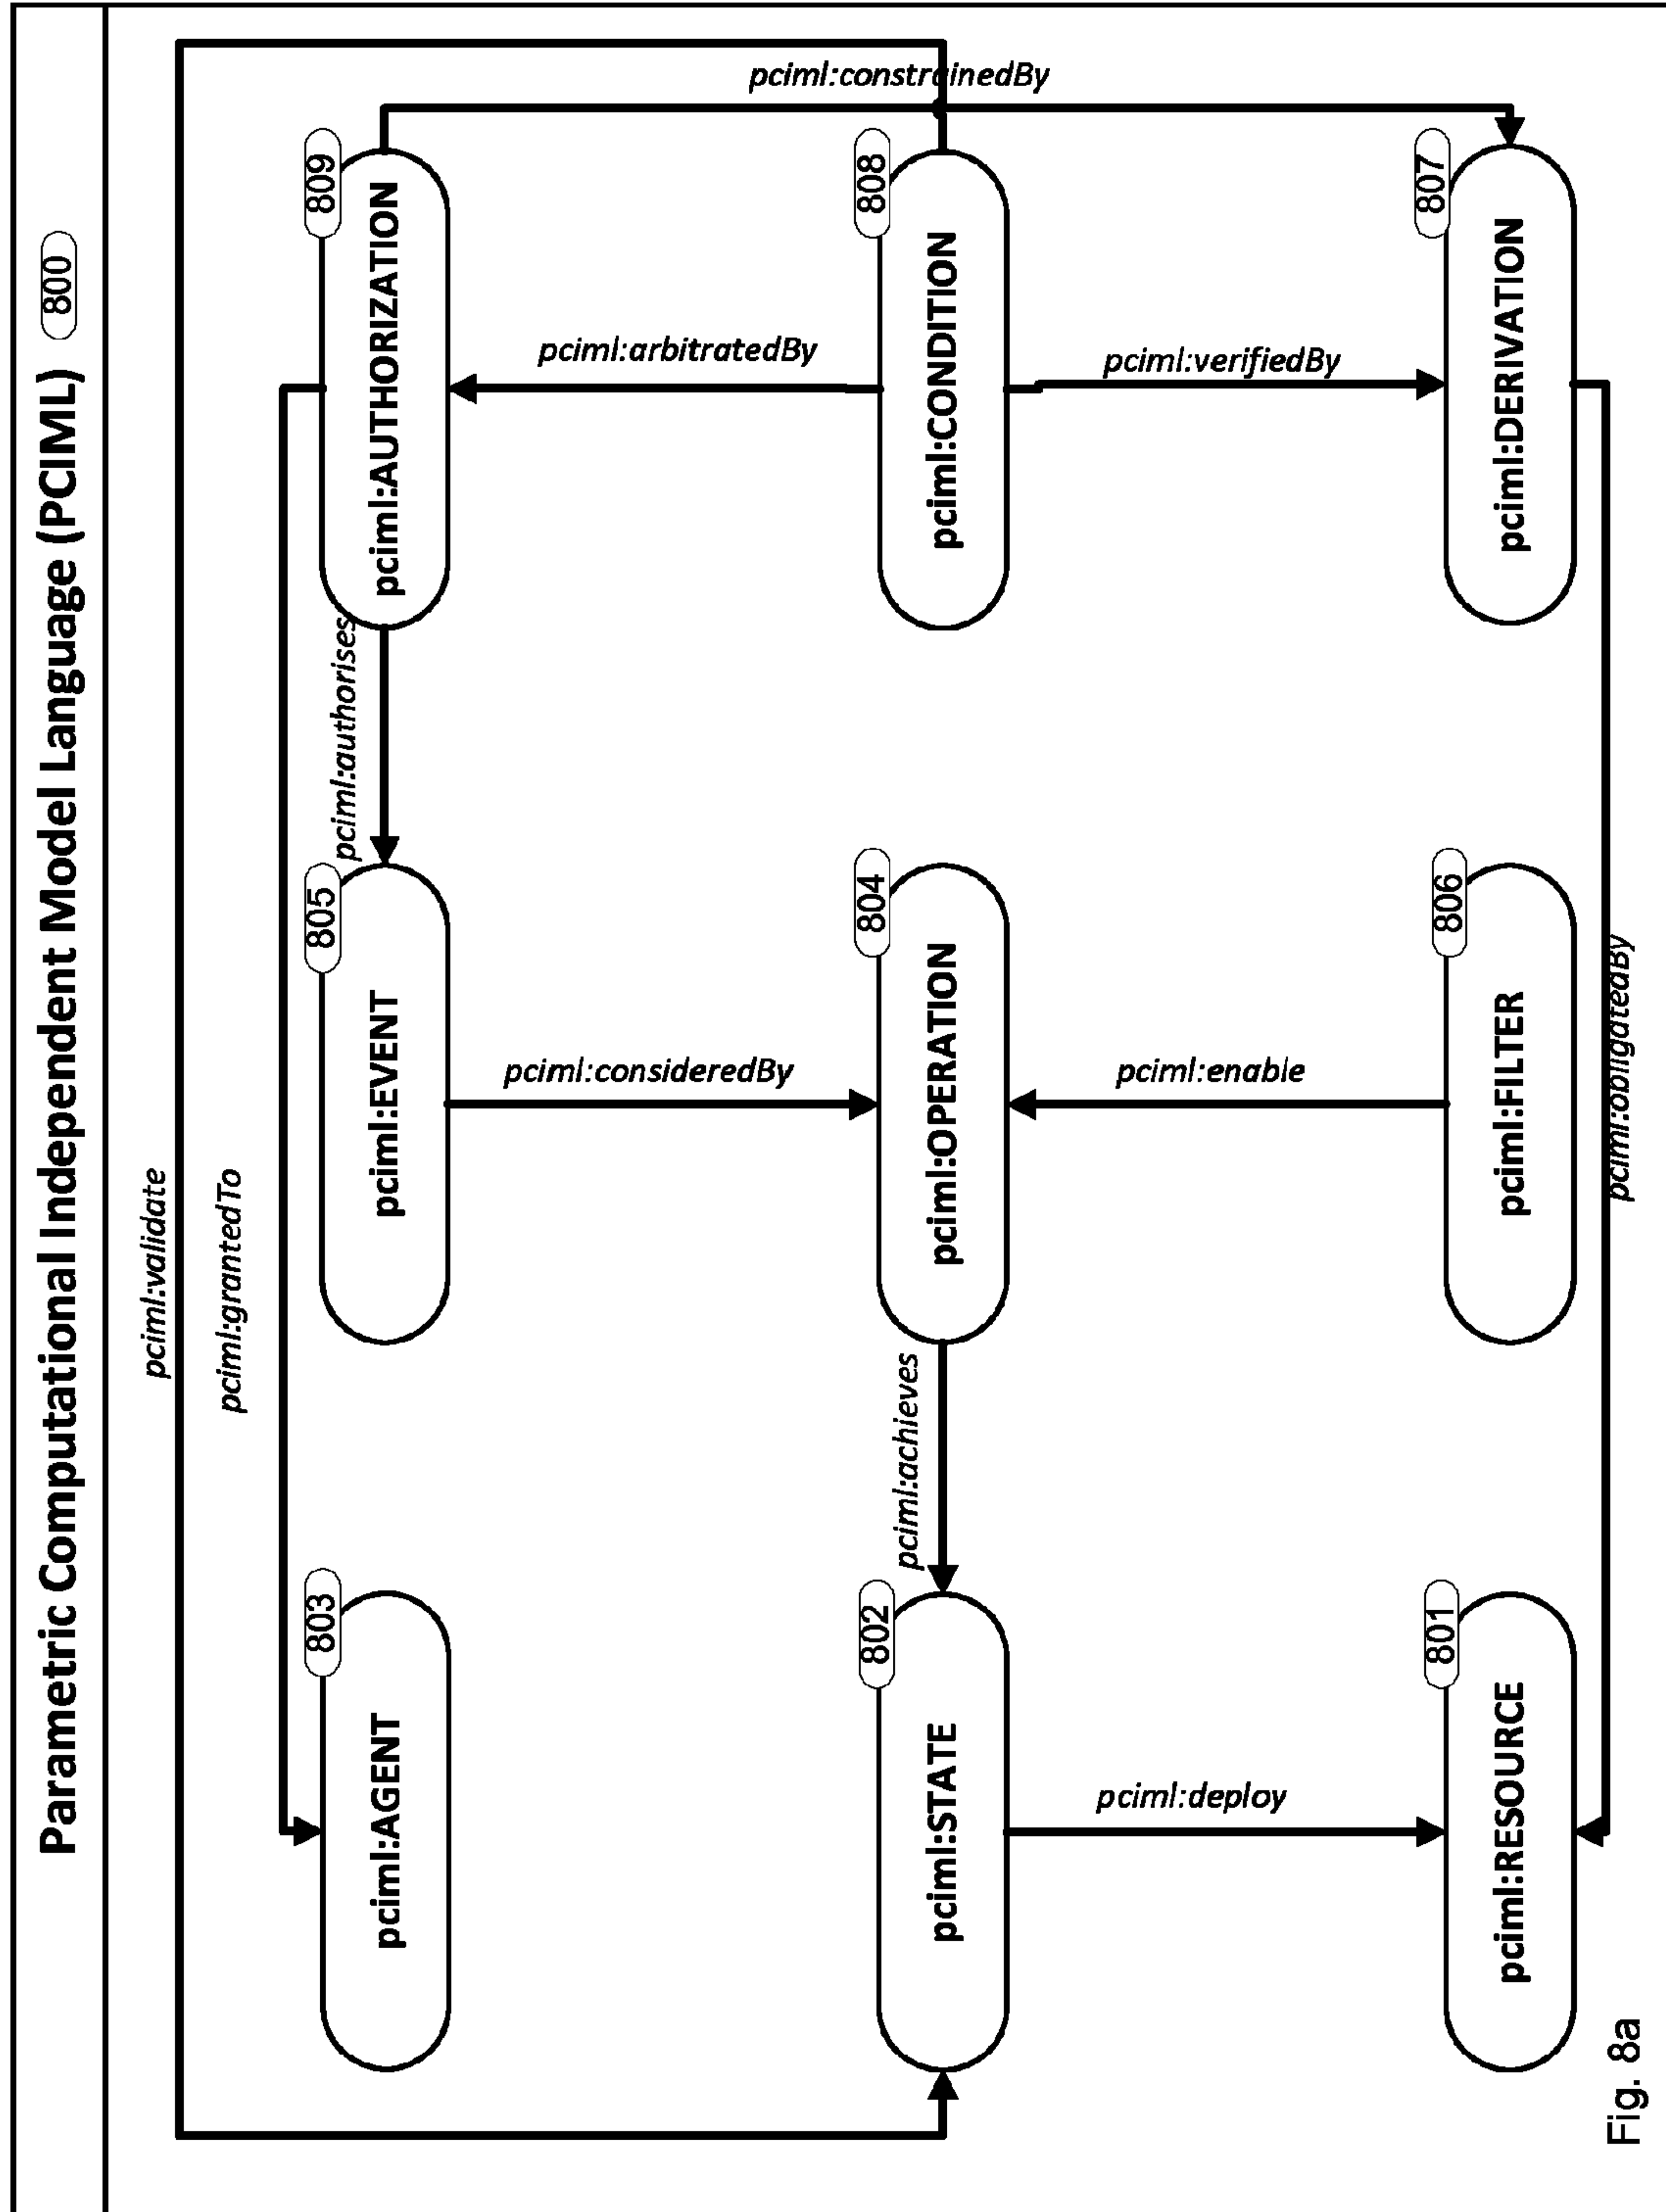 Parametric Computational Independent Model Language (PCIML) 800
pciml:validate
pciml:grantedTo
803
805
809
pciml:AGENT
pciml:EVENT
pciml:authorises
pciml:AUTHORIZATION
pciml:constrainedBy
pciml:consideredBy
pciml:arbitratedBy
802
804
808
pciml:STATE
pciml:achieves
pciml:OPERATION
pciml:CONDITION
pciml:deploy
pciml:enable
pciml:verifiedBy
801
806
807
pciml:RESOURCE
pciml:FILTER
pciml:DERIVATION
pciml:obligatedBy
Fig. 8a